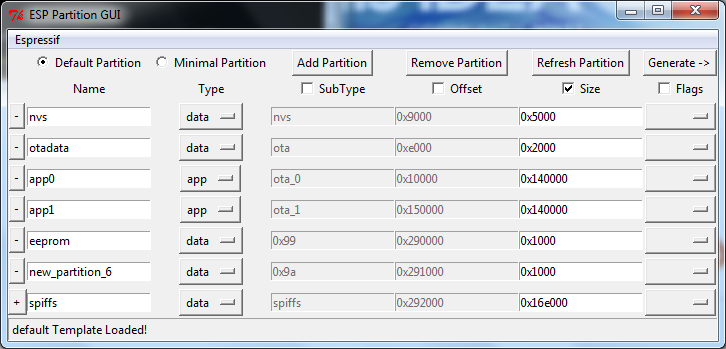 ESP Partition GUI
Espressif
Default Partition Minimal Partition Add Partition Remove Partition Refresh Partition Generate ->
Name Type SubType Offset Size Flags
- nvs data nvs 0x9000 0x5000
- otadata data ota 0xe000 0x2000
- app0 app ota_0 0x10000 0x140000
- app1 app ota_1 0x150000 0x140000
- eeprom data 0x99 0x290000 0x1000
- new_partition_6 data 0x9a 0x291000 0x1000
+ spiffs data spiffs 0x292000 0x16e000
default Template Loaded!